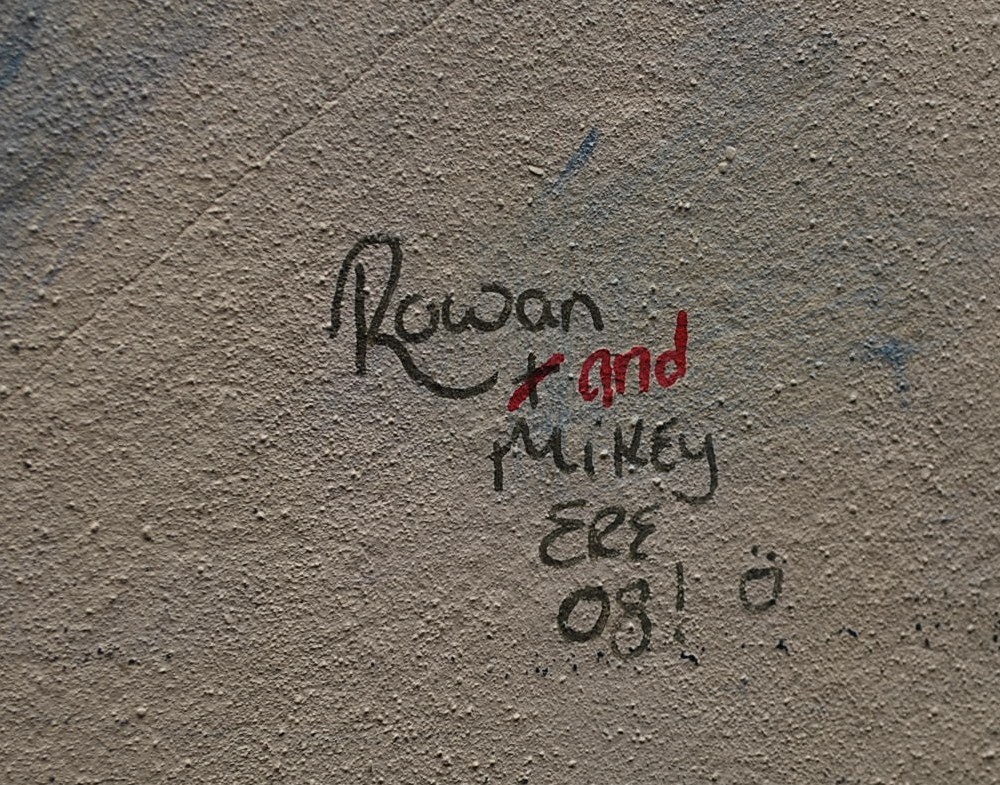 Rowan
+ and
MiKEY
ERE
08! Ö